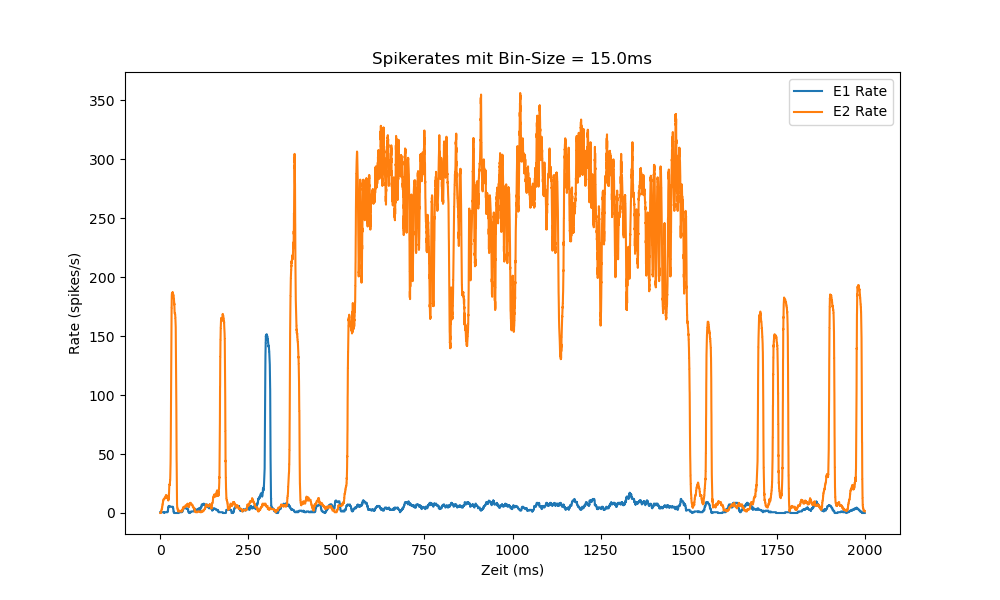 Spikerates mit Bin-Size = 15.0ms
E1 Rate
E2 Rate
350
300
250
200
150
100
50
0
Rate (spikes/s)
0 250 500 750 1000 1250 1500 1750 2000
Zeit (ms)